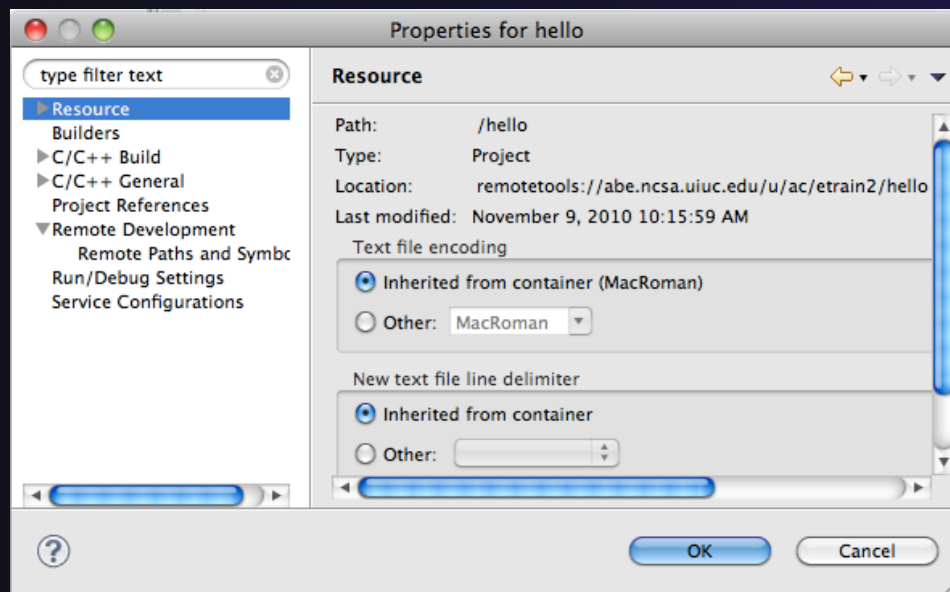 Properties for hello
type filter text
Resource
Builders
C/C++ Build
C/C++ General
Project References
Remote Development
Remote Paths and Symbc
Run/Debug Settings
Service Configurations
Resource
Path: /hello
Type: Project
Location: remotetools://abe.ncsa.uiuc.edu/u/ac/etrain2/hello
Last modified: November 9, 2010 10:15:59 AM
Text file encoding
Inherited from container (MacRoman)
Other: MacRoman
New text file line delimiter
Inherited from container
Other:
?
OK Cancel